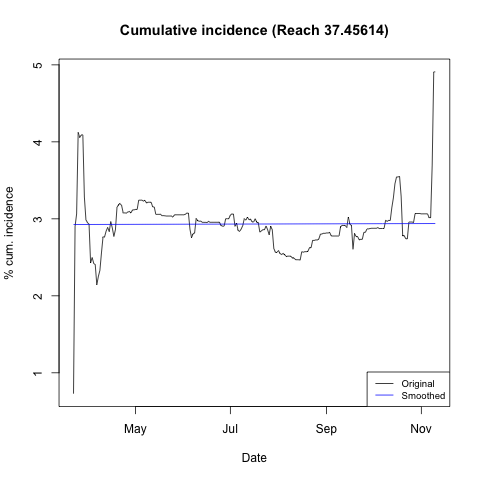 Cumulative incidence (Reach 37.45614)
% cum. incidence
5
4
3
2
1
May Jul Sep Nov
Date
Original
Smoothed